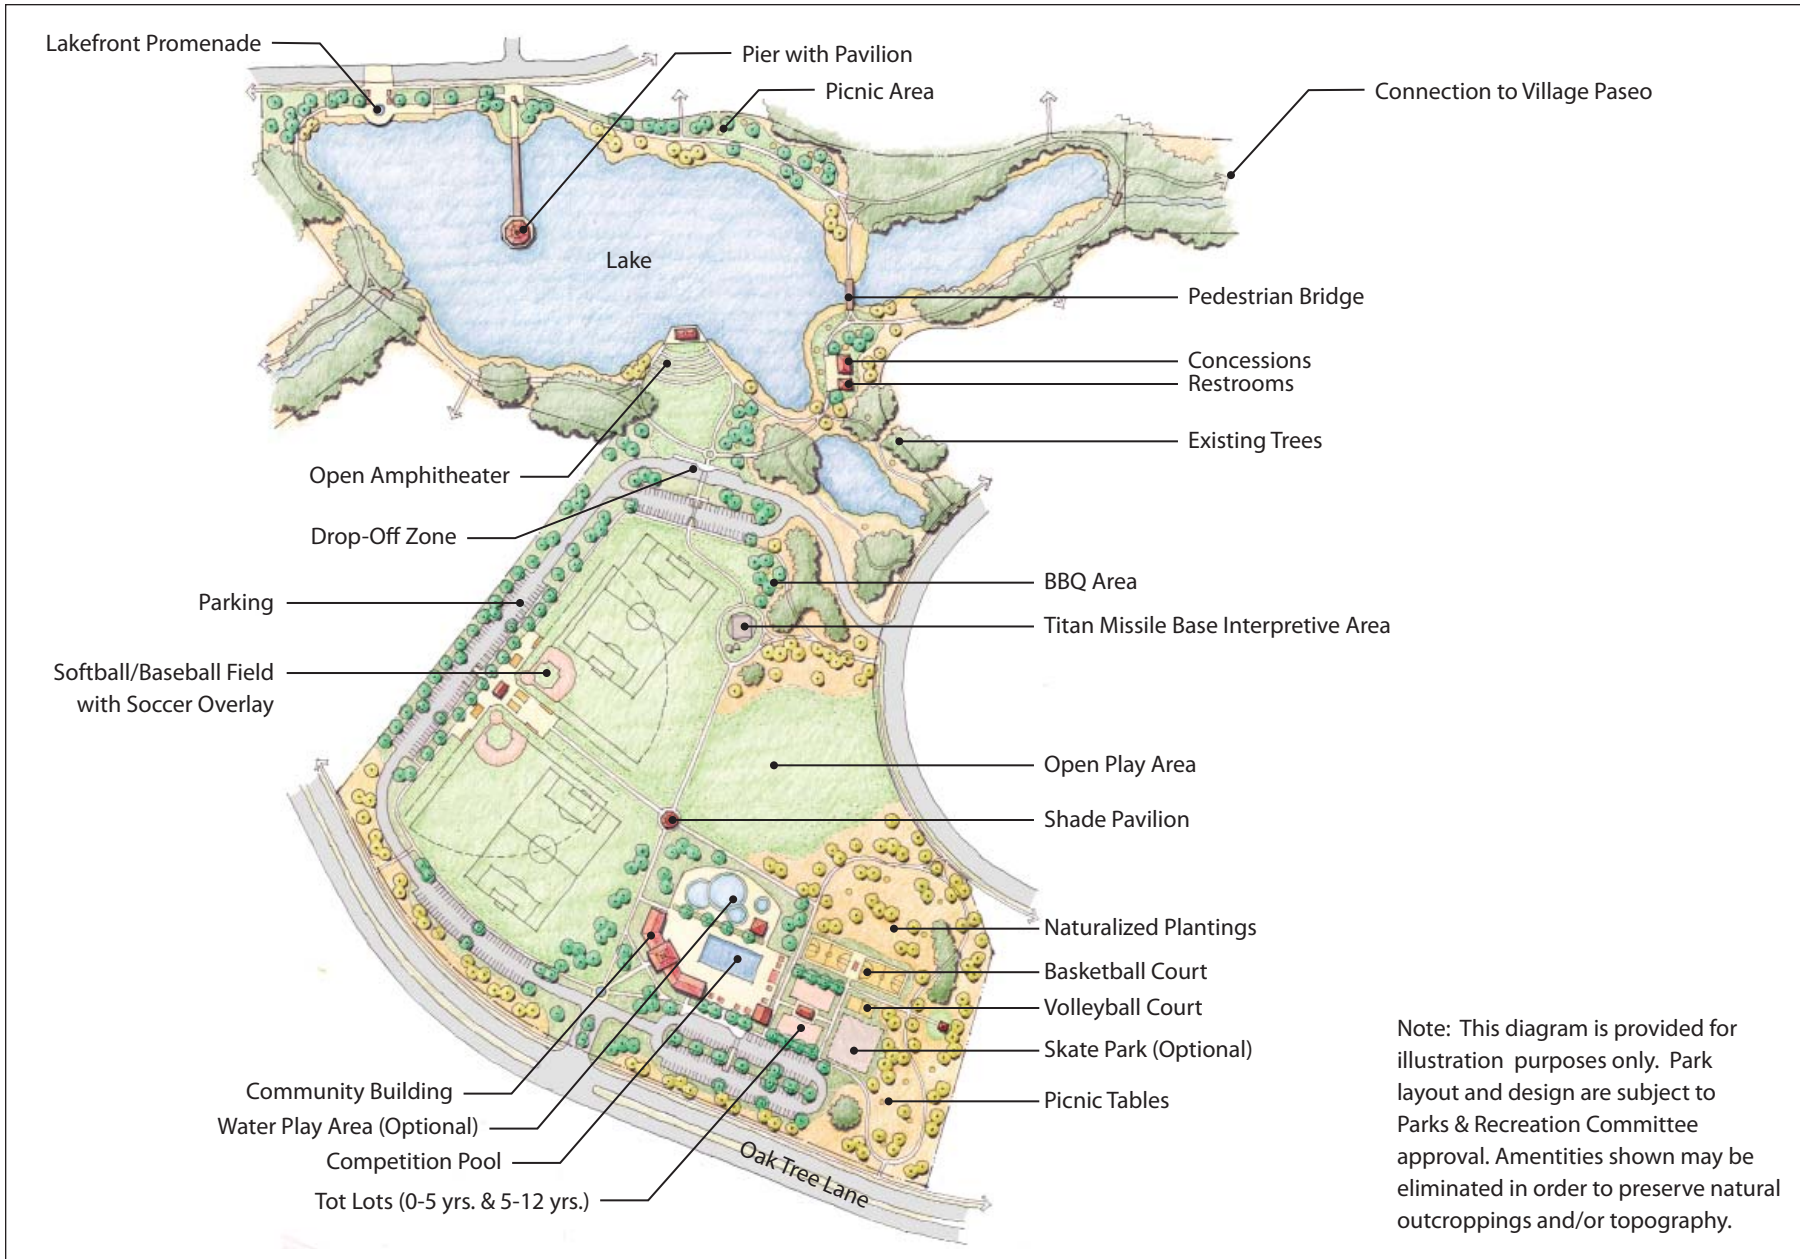 Lakefront Promenade
Pier with Pavilion
Picnic Area
Connection to Village Paseo
Lake
Pedestrian Bridge
Concessions
Restrooms
Existing Trees
Open Amphitheater
Drop-Off Zone
BBQ Area
Parking
Titan Missile Base Interpretive Area
Softball/Baseball Field
with Soccer Overlay
Open Play Area
Shade Pavilion
Naturalized Plantings
Basketball Court
Volleyball Court
Skate Park (Optional)
Picnic Tables
Community Building
Water Play Area (Optional)
Competition Pool
Tot Lots (0-5 yrs. & 5-12 yrs.)
Oak Tree Lane
Note: This diagram is provided for
illustration purposes only. Park
layout and design are subject to
Parks & Recreation Committee
approval. Amentities shown may be
eliminated in order to preserve natural
outcroppings and/or topography.